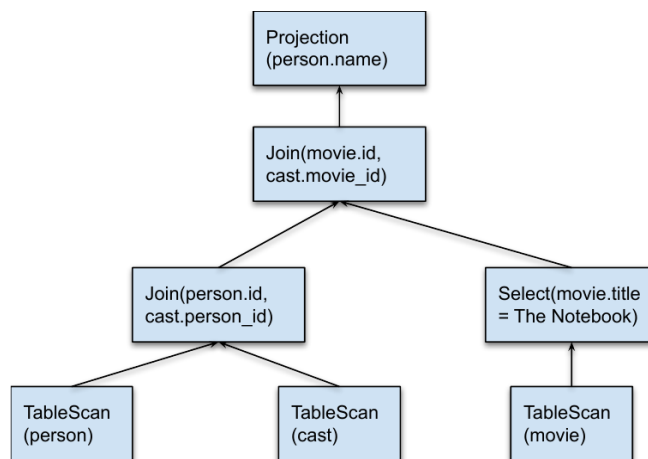 Projection
(person.name)
Join(movie.id,
cast.movie_id)
Join(person.id,
cast.person_id)
Select(movie.title
= The Notebook)
TableScan
(person)
TableScan
(cast)
TableScan
(movie)